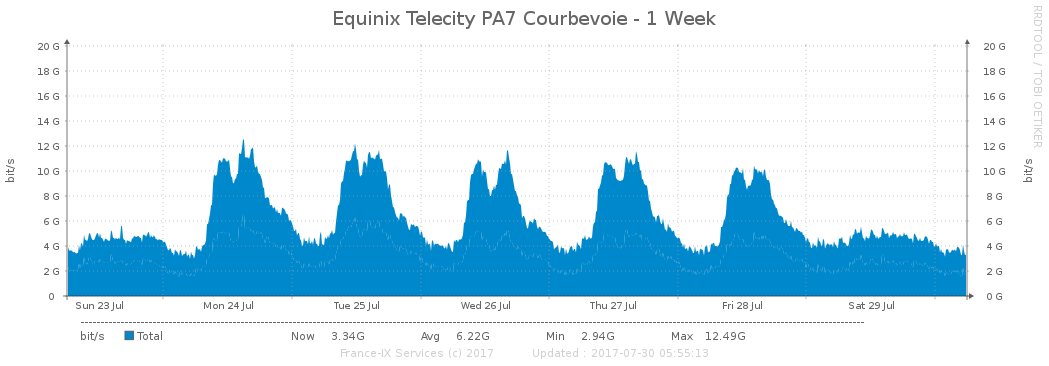 Equinix Telecity PA7 Courbevoie - 1 Week
RRDTOOL / TOBI OETIKER
bit/s
20 G
18 G
16 G
14 G
12 G
10 G
8 G
6 G
4 G
2 G
0
20 G
18 G
16 G
14 G
12 G
10 G
8 G
6 G
4 G
2 G
0 G
bit/s
Sun 23 Jul Mon 24 Jul Tue 25 Jul Wed 26 Jul Thu 27 Jul Fri 28 Jul Sat 29 Jul
bit/s Total Now 3.34G Avg 6.22G Min 2.94G Max 12.49G
France-IX Services (c) 2017 Updated : 2017-07-30 05:55:13